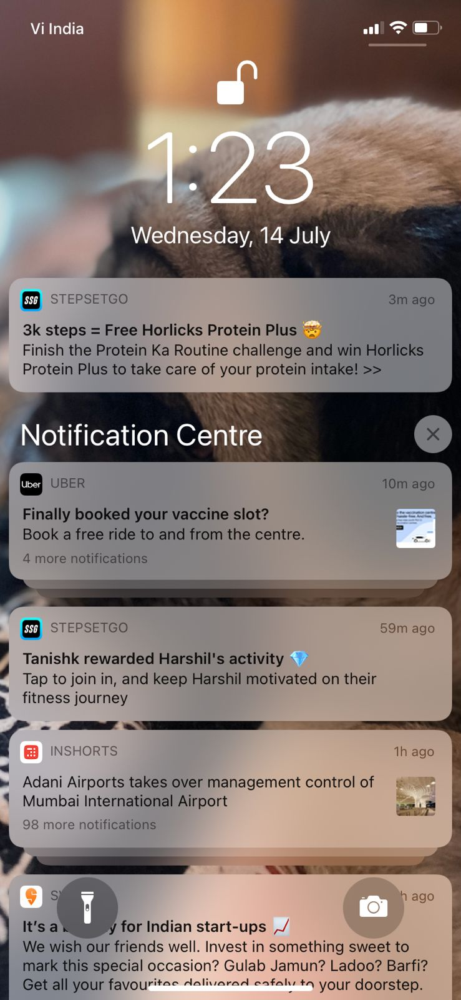 Vi India
1:23
Wednesday, 14 July
SSG STEPSETGO 3m ago
3k steps = Free Horlicks Protein Plus 🤯
Finish the Protein Ka Routine challenge and win Horlicks
Protein Plus to take care of your protein intake! >>
Notification Centre
Uber UBER 10m ago
Finally booked your vaccine slot?
Book a free ride to and from the centre.
4 more notifications
SSG STEPSETGO 59m ago
Tanishk rewarded Harshil's activity 💎
Tap to join in, and keep Harshil motivated on their
fitness journey
INSHORTS 1h ago
Adani Airports takes over management control of
Mumbai International Airport
98 more notifications
h ago
It's a y for Indian start-ups 📈
We wish our friends well. Invest in something sweet to
mark this special occasion? Gulab Jamun? Ladoo? Barfi?
Get all your favourites delivered safely to your doorstep.